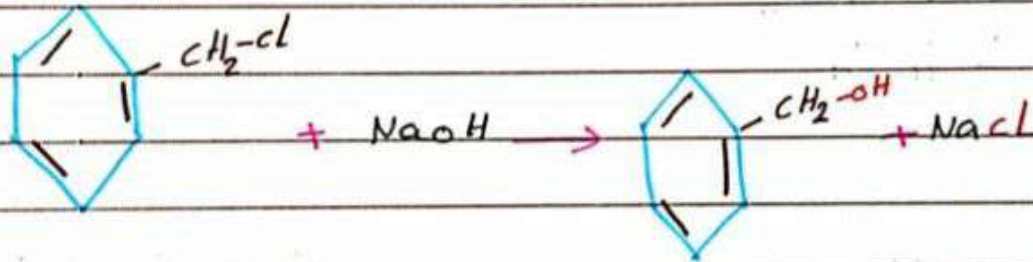 CH₂-Cl
+ NaOH → CH₂-OH + NaCl